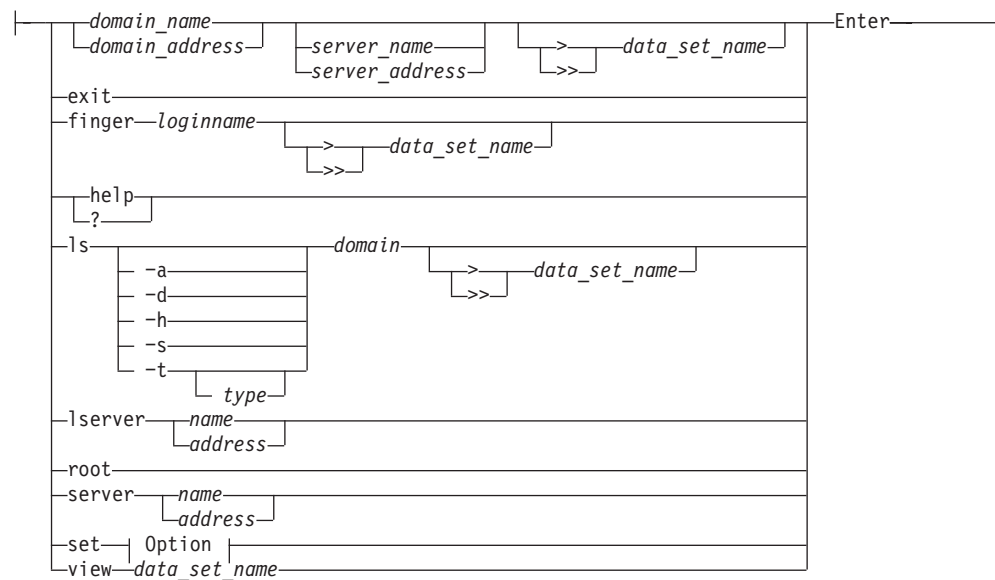 domain_name Enter
domain_address server_name > data_set_name
server_address >>
exit
finger loginname
> data_set_name
>>
help
?
ls domain
-a > data_set_name
-d >>
-h
-s
-t
type
lserver name
address
root
server name
address
set Option
view data_set_name